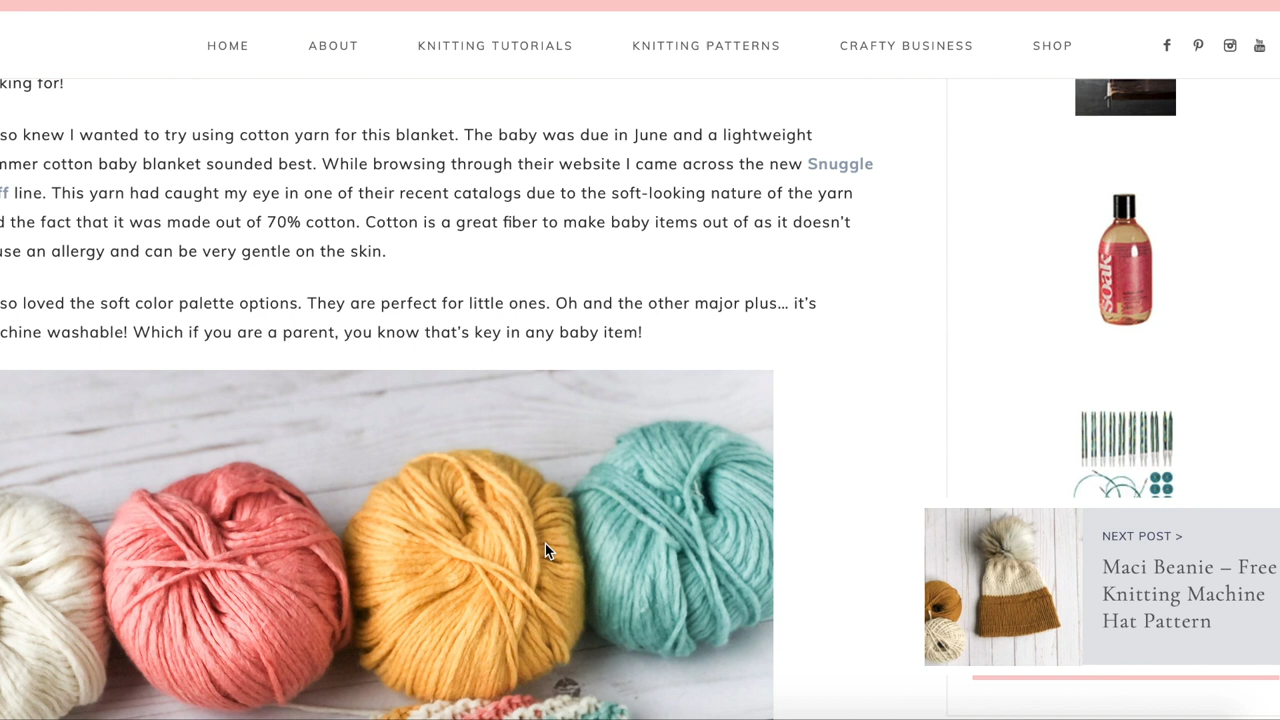 HOME ABOUT KNITTING TUTORIALS KNITTING PATTERNS CRAFTY BUSINESS SHOP
king for!
so knew I wanted to try using cotton yarn for this blanket. The baby was due in June and a lightweight
mmer cotton baby blanket sounded best. While browsing through their website I came across the new Snuggle
ff line. This yarn had caught my eye in one of their recent catalogs due to the soft-looking nature of the yarn
d the fact that it was made out of 70% cotton. Cotton is a great fiber to make baby items out of as it doesn't
use an allergy and can be very gentle on the skin.
so loved the soft color palette options. They are perfect for little ones. Oh and the other major plus… it's
chine washable! Which if you are a parent, you know that's key in any baby item!
soak
NEXT POST >
Maci Beanie – Free
Knitting Machine
Hat Pattern